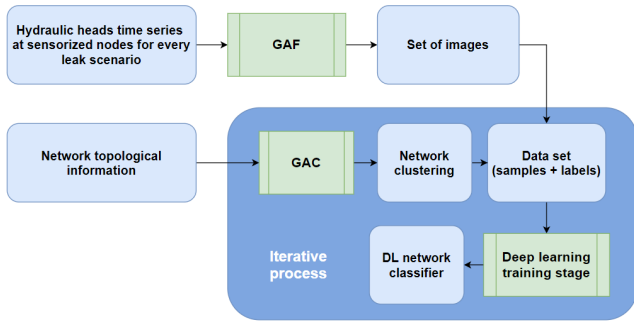 Hydraulic heads time series
at sensorized nodes for every
leak scenario
GAF
Set of images
Network topological
information
GAC
Network
clustering
Data set
(samples + labels)
Iterative
process
DL network
classifier
Deep learning
training stage